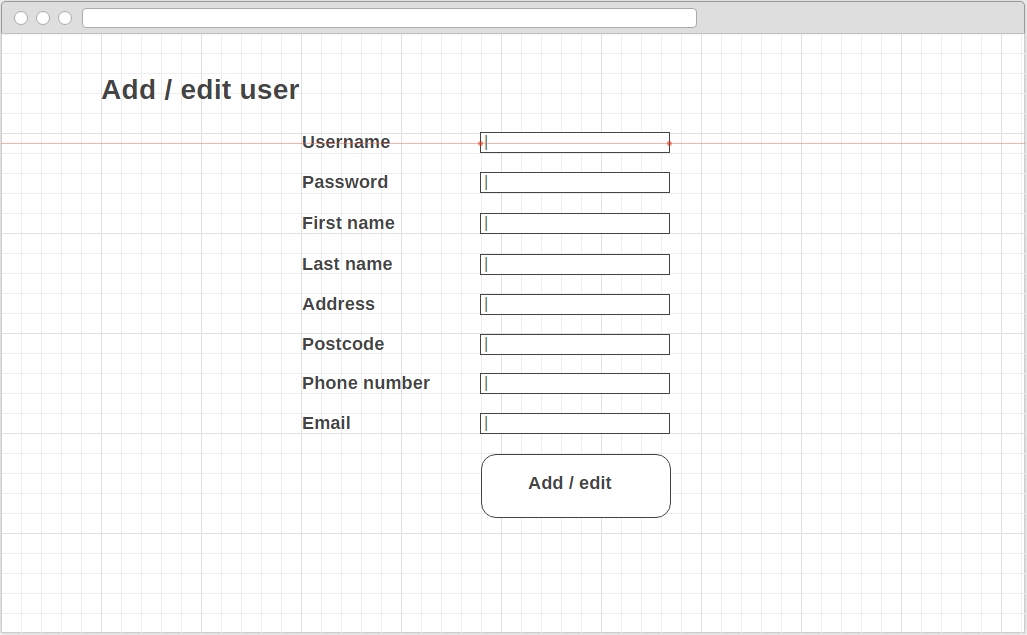 Add / edit user
Username
Password
First name
Last name
Address
Postcode
Phone number
Email
Add / edit